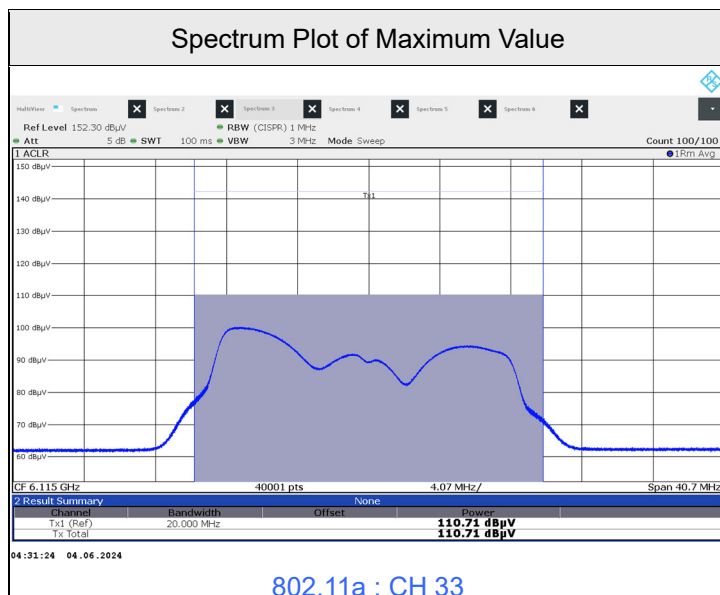 Spectrum Plot of Maximum Value
MultiView Spectrum Spectrum 2 Spectrum 3 Spectrum 4 Spectrum 5 Spectrum 6
Ref Level 152.30 dBµV RBW (CISPR) 1 MHz
Att 5 dB SWT 100 ms VBW 3 MHz Mode Sweep Count 100/100
1 ACLR 1Rm Avg
150 dBµV
Tx1
140 dBµV
130 dBµV
120 dBµV
110 dBµV
100 dBµV
90 dBµV
80 dBµV
70 dBµV
60 dBµV
CF 6.115 GHz 40001 pts 4.07 MHz/ Span 40.7 MHz
2 Result Summary None
Channel Bandwidth Offset Power
Tx1 (Ref) 20.000 MHz 110.71 dBµV
Tx Total 110.71 dBµV
04:31:24 04.06.2024
802.11a : CH 33